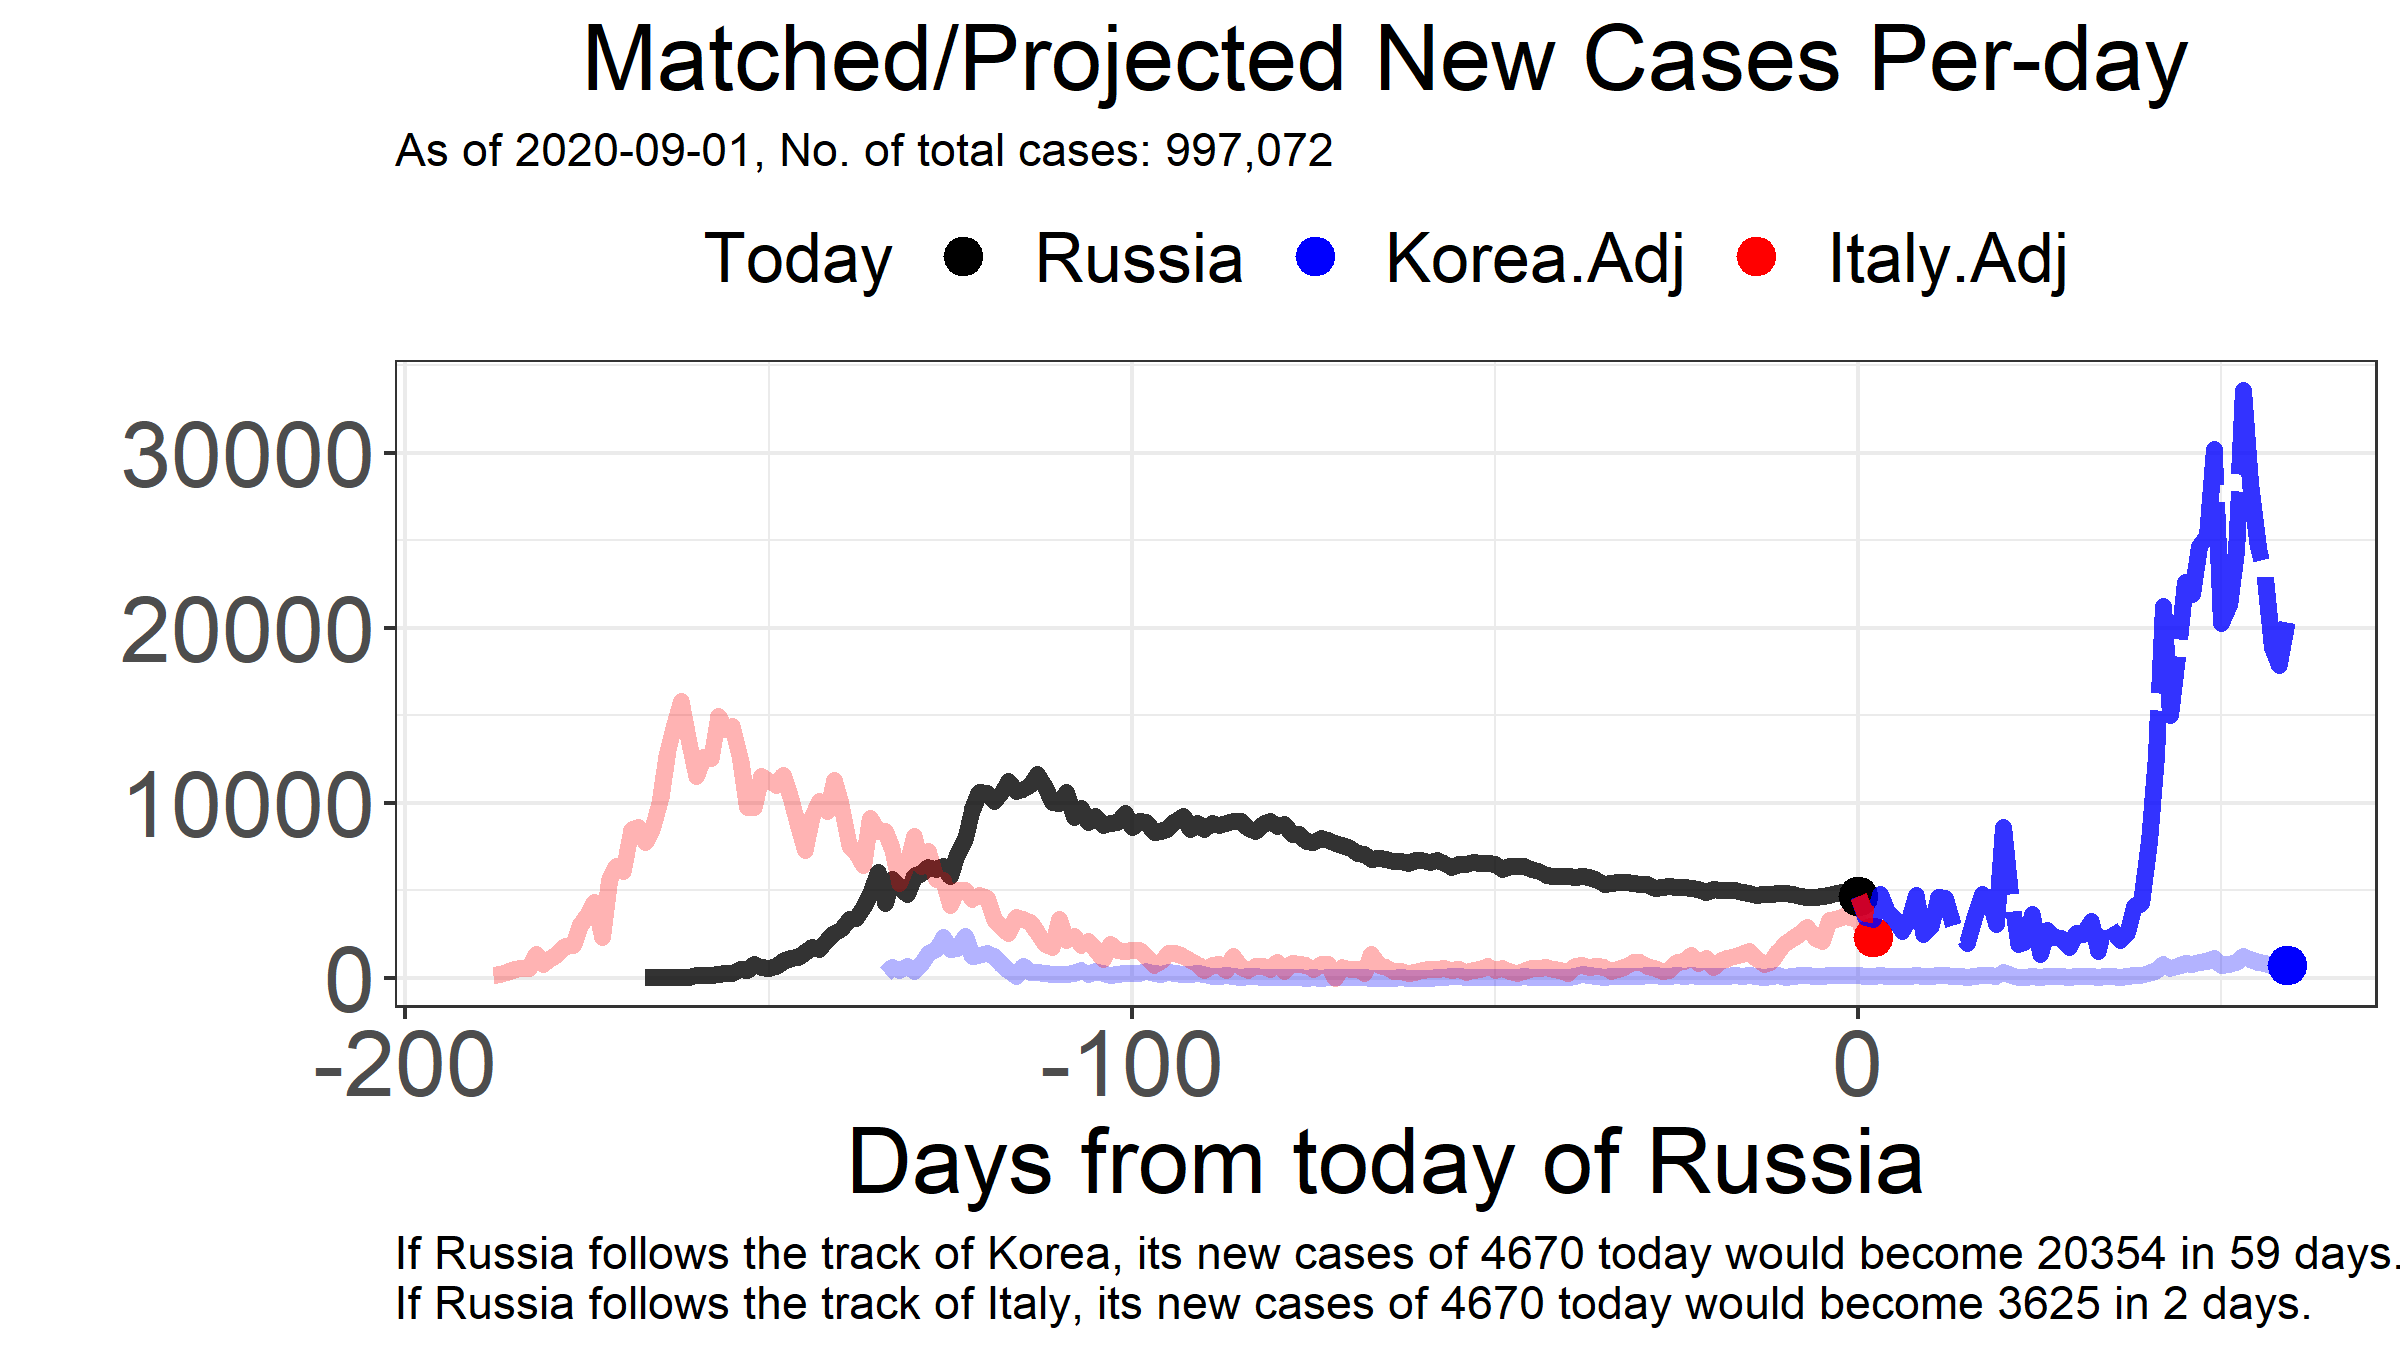 Matched/Projected New Cases Per-day
As of 2020-09-01, No. of total cases: 997,072
Today Russia Korea.Adj Italy.Adj
30000
20000
10000
0
-200 -100 0
Days from today of Russia
If Russia follows the track of Korea, its new cases of 4670 today would become 20354 in 59 days.
If Russia follows the track of Italy, its new cases of 4670 today would become 3625 in 2 days.